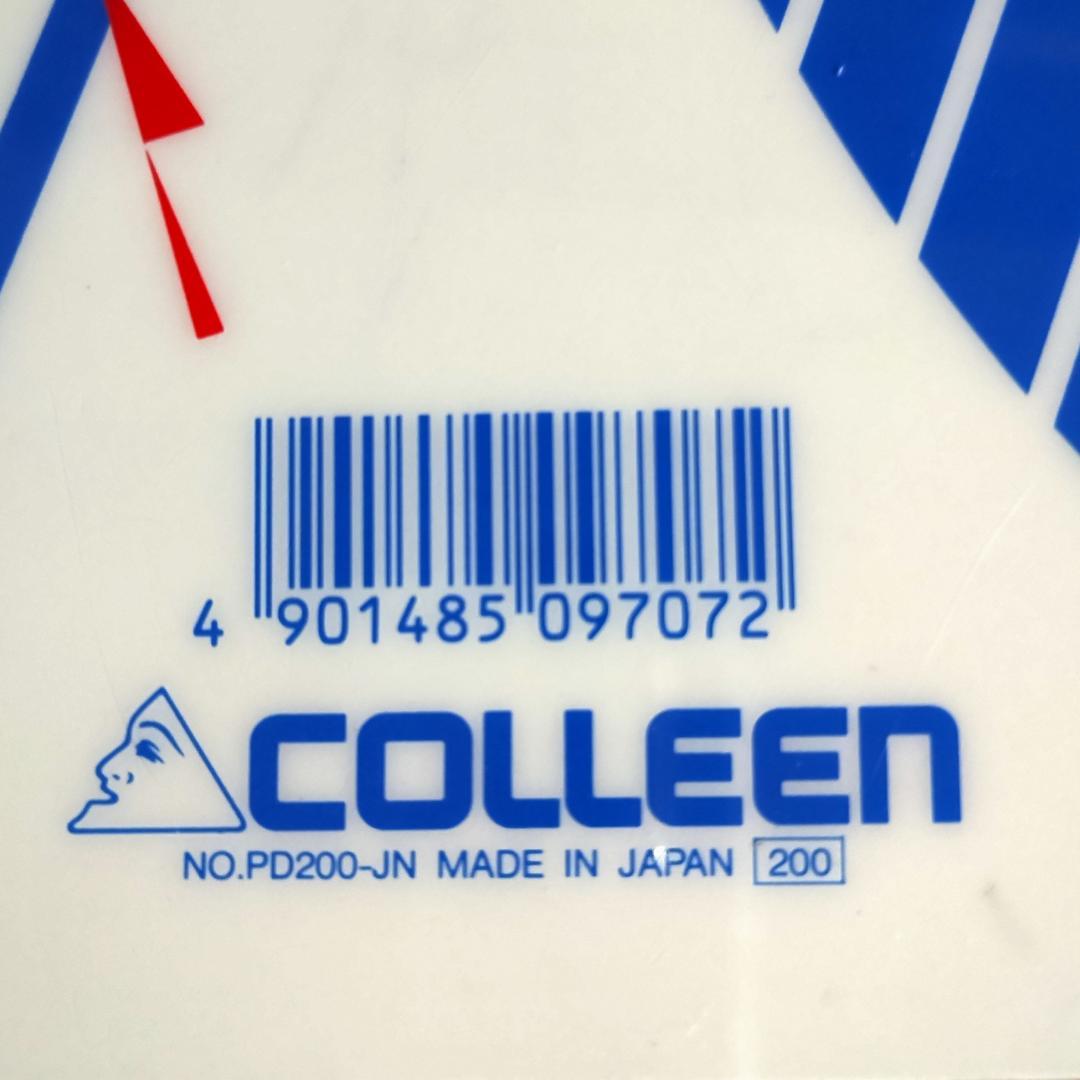 4 901485 097072
COLLEEN
NO.PD200-JN MADE IN JAPAN 200